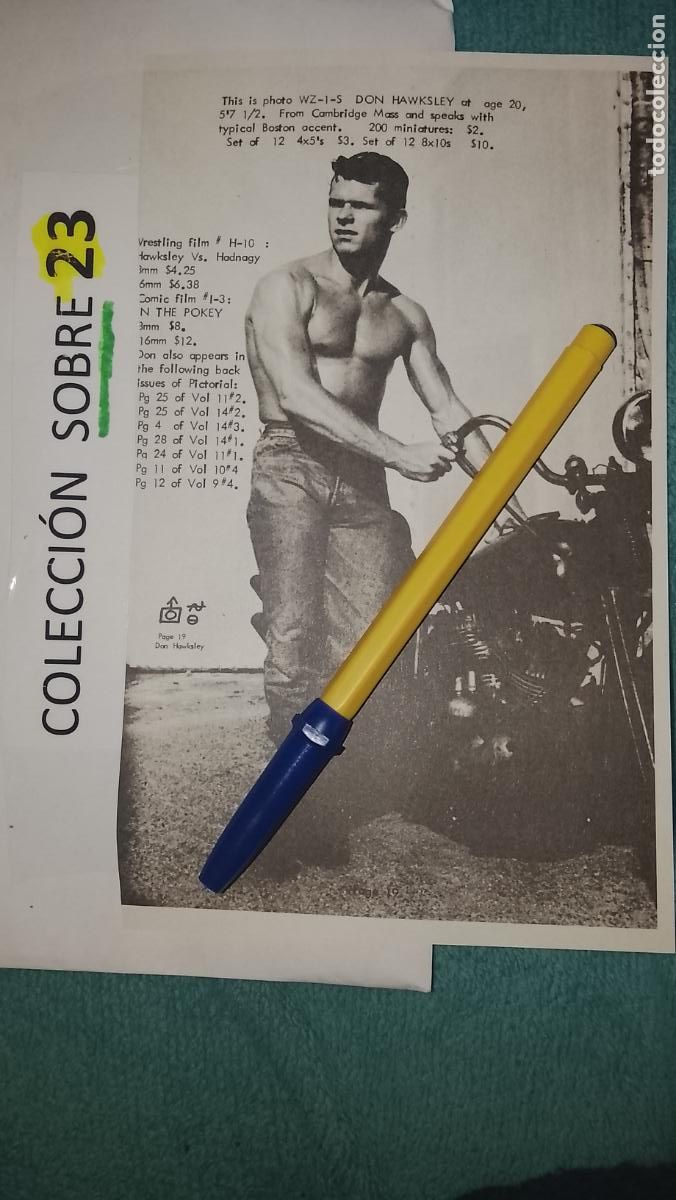 This is photo WZ-1-S DON HAWKSLEY at age 20,
5'7 1/2. From Cambridge Mass and speaks with
typical Boston accent. 200 miniatures: $2.
Set of 12 4x5's $3. Set of 12 8x10s $10.
Wrestling film # H-10 :
Hawksley Vs. Hadnagy
8mm $4.25
16mm $6.38
Comic film #I-3:
IN THE POKEY
8mm $8.
16mm $12.
Don also appears in
the following back
issues of Pictorial:
Pg 25 of Vol 11#2.
Pg 25 of Vol 14#2.
Pg 4 of Vol 14#3.
Pg 28 of Vol 14#1.
Pg 24 of Vol 11#1.
Pg 11 of Vol 10#4
Pg 12 of Vol 9#4.
Page 19
Don Hawksley
Page 19
COLECCIÓN SOBRE 23
todocoleccion